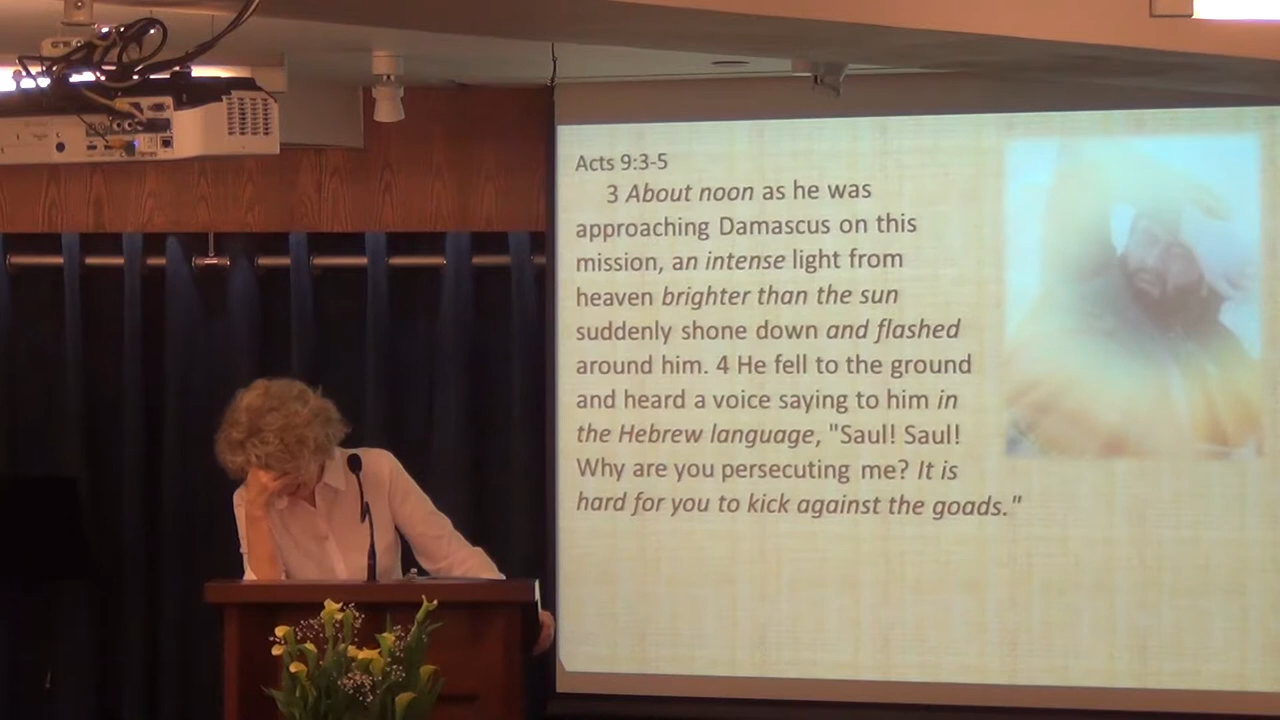 Acts 9:3-5
3 About noon as he was
approaching Damascus on this
mission, an intense light from
heaven brighter than the sun
suddenly shone down and flashed
around him. 4 He fell to the ground
and heard a voice saying to him in
the Hebrew language, "Saul! Saul!
Why are you persecuting me? It is
hard for you to kick against the goads."